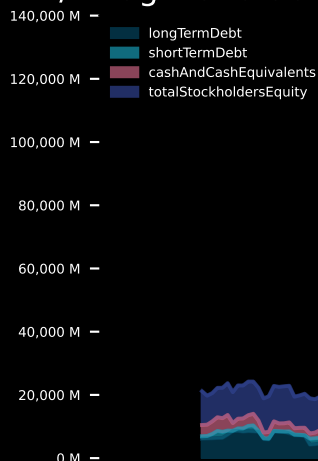 140,000 M
longTermDebt
shortTermDebt
cashAndCashEquivalents
totalStockholdersEquity
120,000 M
100,000 M
80,000 M
60,000 M
40,000 M
20,000 M
0 M